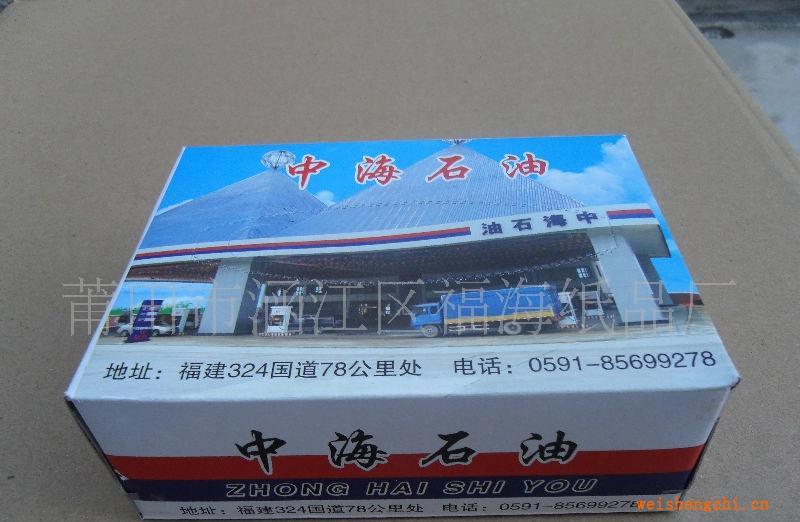 中海石油
油石海中
莆田市涵江区福海纸品厂
地址：福建324国道78公里处 电话：0591-85699278
中海石油
ZHONG HAI SHI YOU
地址：福建324国道78公里处 电话：0591-85699278
weishengzhi.cn